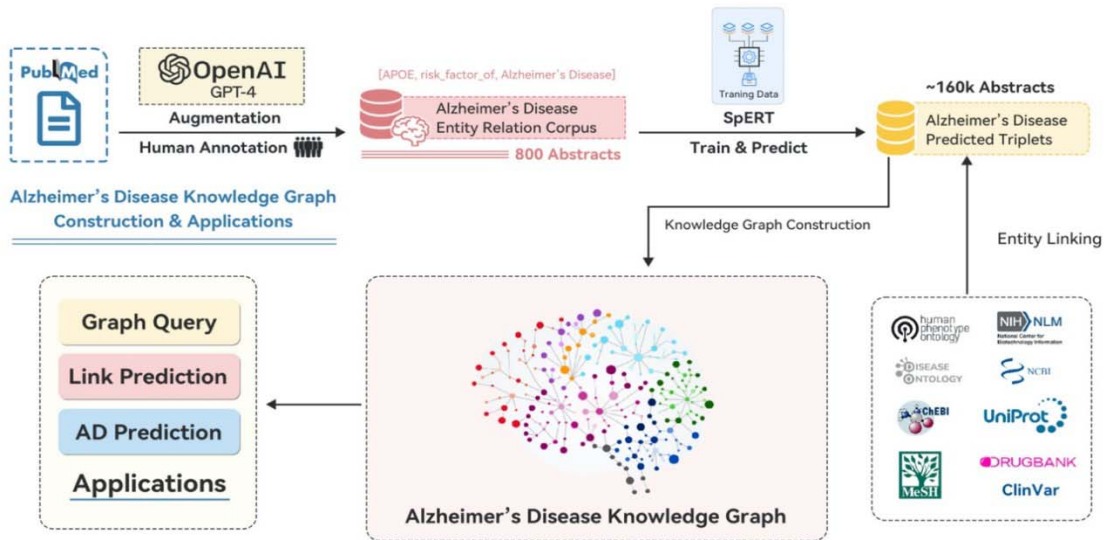 PubMed
OpenAI
GPT-4
Augmentation
Human Annotation
[APOE, risk_factor_of, Alzheimer's Disease]
Alzheimer's Disease
Entity Relation Corpus
800 Abstracts
Traning Data
SpERT
Train & Predict
~160k Abstracts
Alzheimer's Disease
Predicted Triplets
Alzheimer's Disease Knowledge Graph
Construction & Applications
Knowledge Graph Construction
Entity Linking
Graph Query
Link Prediction
AD Prediction
Applications
Alzheimer's Disease Knowledge Graph
human
phenotype
ontology
NIH NLM
National Center for
Biotechnology Information
DISEASE
ONTOLOGY
NCBI
ChEBI
UniProt
MeSH
DRUGBANK
ClinVar